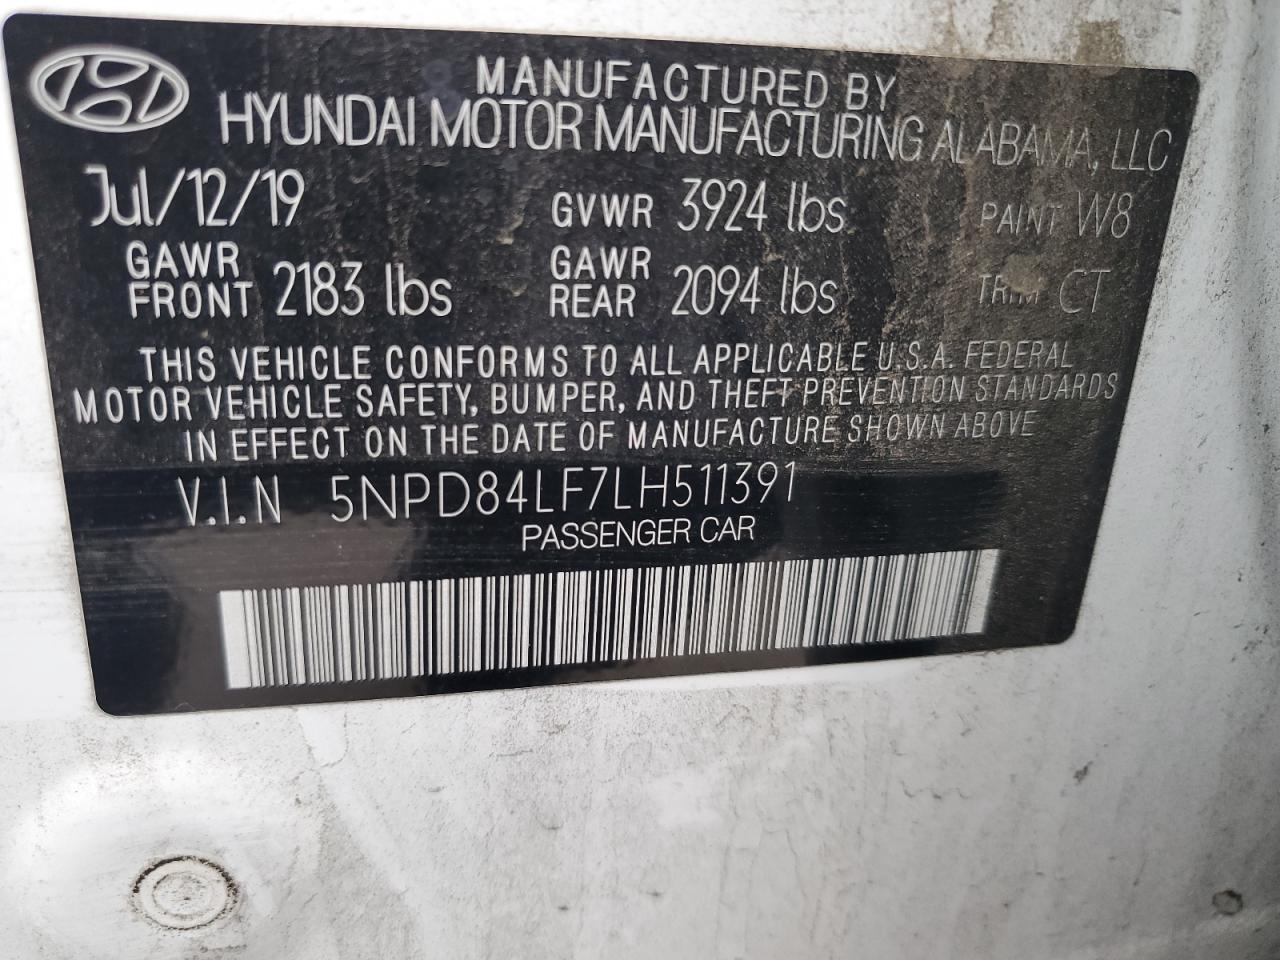 MANUFACTURED BY
HYUNDAI MOTOR MANUFACTURING ALABAMA, LLC
Jul/12/19 GVWR 3924 lbs PAINT W8
GAWR FRONT 2183 lbs GAWR REAR 2094 lbs TRIM CT
THIS VEHICLE CONFORMS TO ALL APPLICABLE U.S.A. FEDERAL
MOTOR VEHICLE SAFETY, BUMPER, AND THEFT PREVENTION STANDARDS
IN EFFECT ON THE DATE OF MANUFACTURE SHOWN ABOVE
V.I.N 5NPD84LF7LH511391
PASSENGER CAR